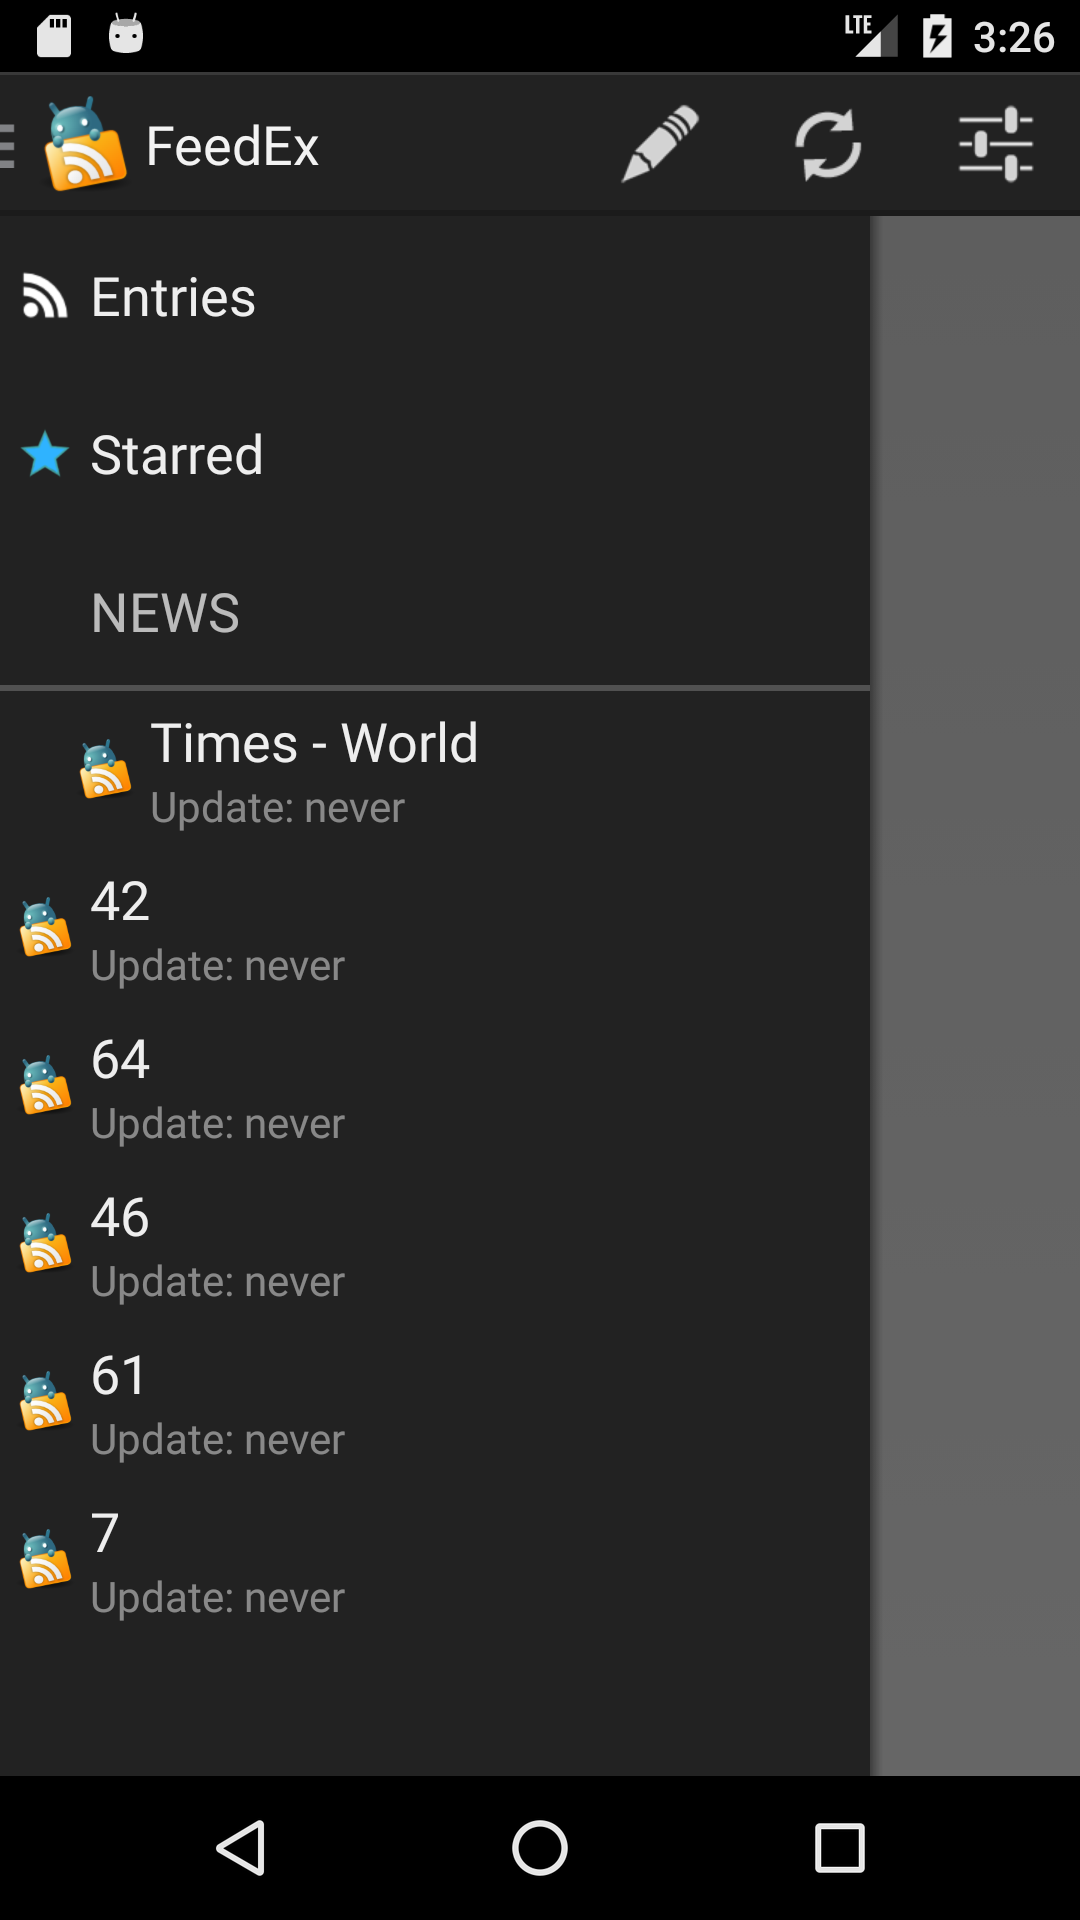 LTE
3:26
FeedEx
Entries
Starred
NEWS
Times - World
Update: never
42
Update: never
64
Update: never
46
Update: never
61
Update: never
7
Update: never